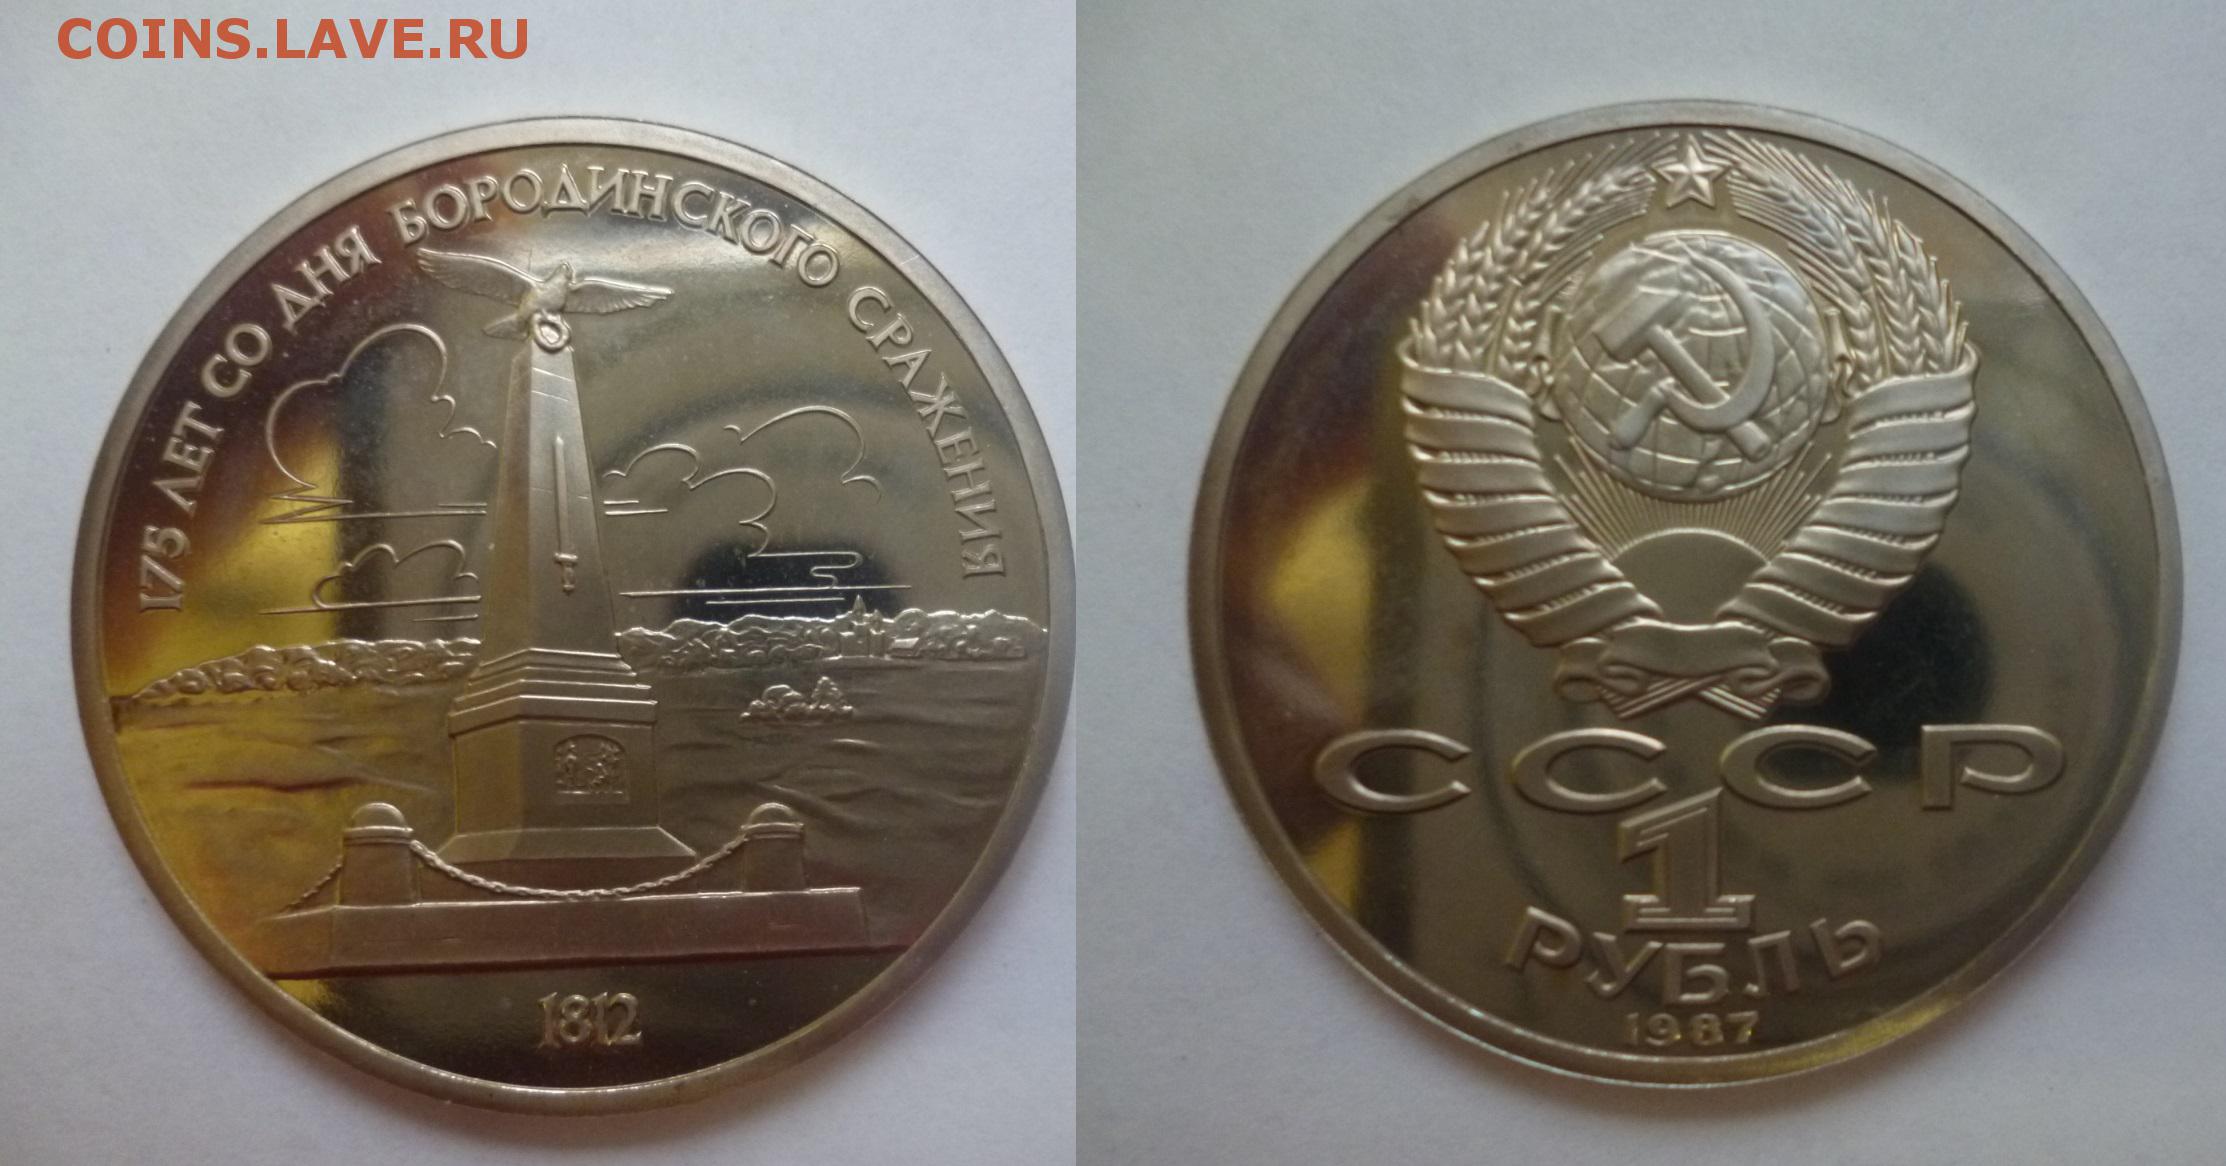 COINS.LAVE.RU
175 ЛЕТ СО ДНЯ БОРОДИНСКОГО СРАЖЕНИЯ
1812
СССР
1
РУБЛЬ
1987